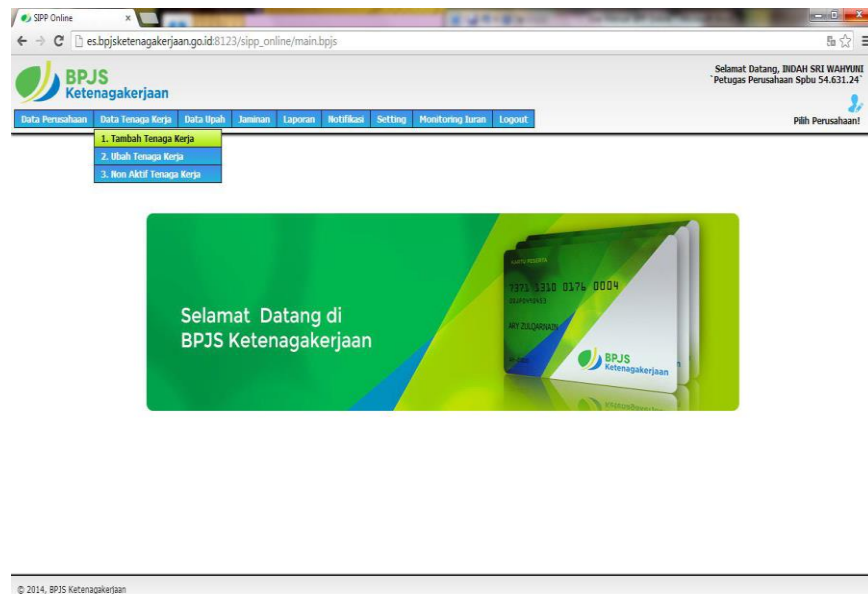 SIPP Online
es.bpjsketenagakerjaan.go.id:8123/sipp_online/main.bpjs
BPJS
Ketenagakerjaan
Selamat Datang, INDAH SRI WAHYUNI
`Petugas Perusahaan Spbu 54.631.24`
Pilih Perusahaan!
Data Perusahaan Data Tenaga Kerja Data Upah Jaminan Laporan Notifikasi Setting Monitoring Iuran Logout
1. Tambah Tenaga Kerja
2. Ubah Tenaga Kerja
3. Non Aktif Tenaga Kerja
Selamat Datang di
BPJS Ketenagakerjaan
KARTU PESERTA
7371 1310 0176 0004
ARY ZULQARNAIN
BPJS
Ketenagakerjaan
© 2014, BPJS Ketenagakerjaan